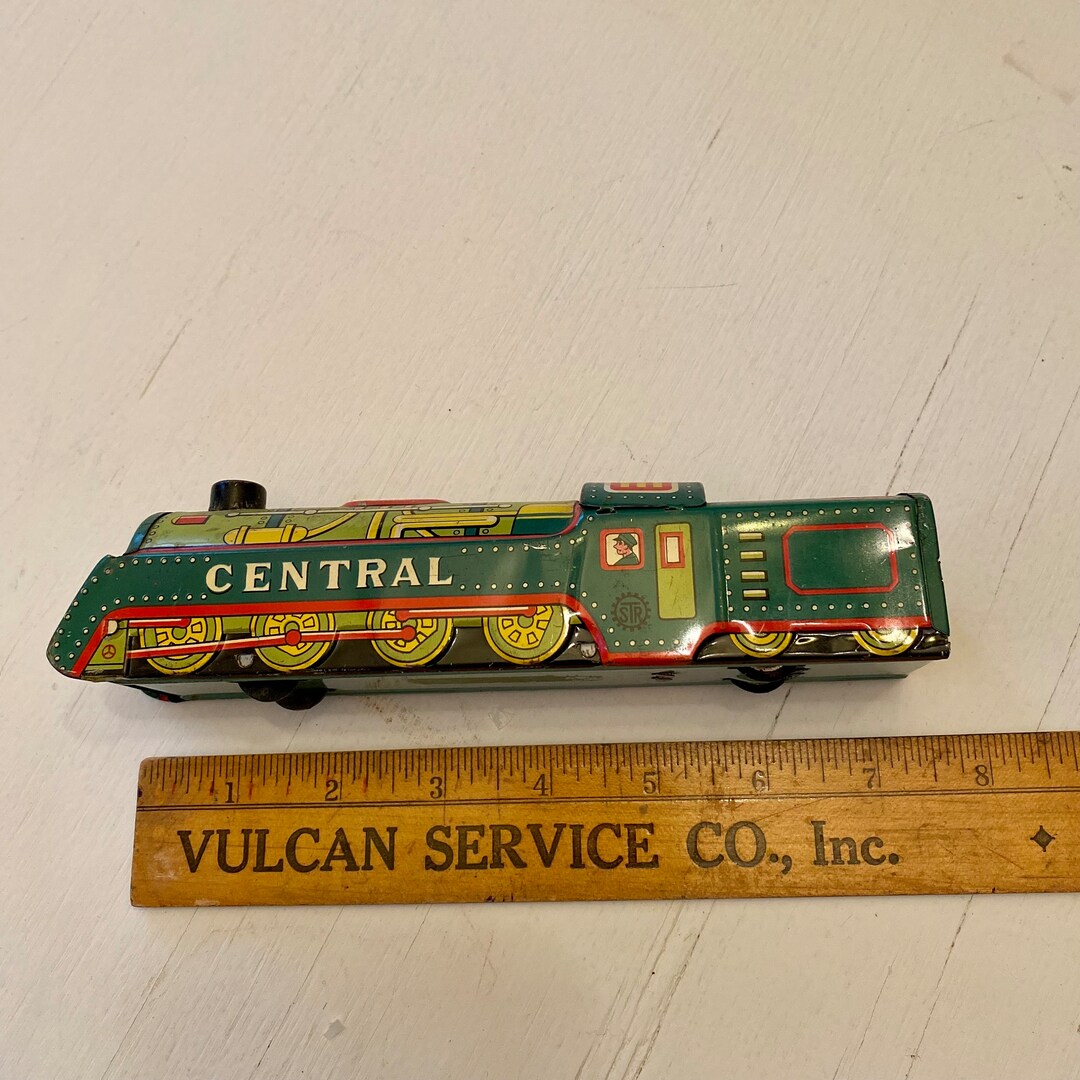 CENTRAL
STR
1 2 3 4 5 6 7 8
VULCAN SERVICE CO., Inc.